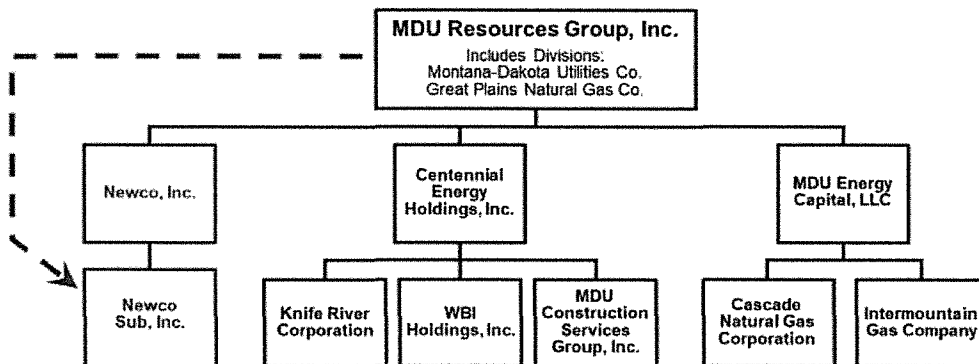 MDU Resources Group, Inc.
Includes Divisions:
Montana-Dakota Utilities Co.
Great Plains Natural Gas Co.
Newco, Inc.
Centennial
Energy
Holdings, Inc.
MDU Energy
Capital, LLC
Newco
Sub, Inc.
Knife River
Corporation
WBI
Holdings, Inc.
MDU
Construction
Services
Group, Inc.
Cascade
Natural Gas
Corporation
Intermountain
Gas Company